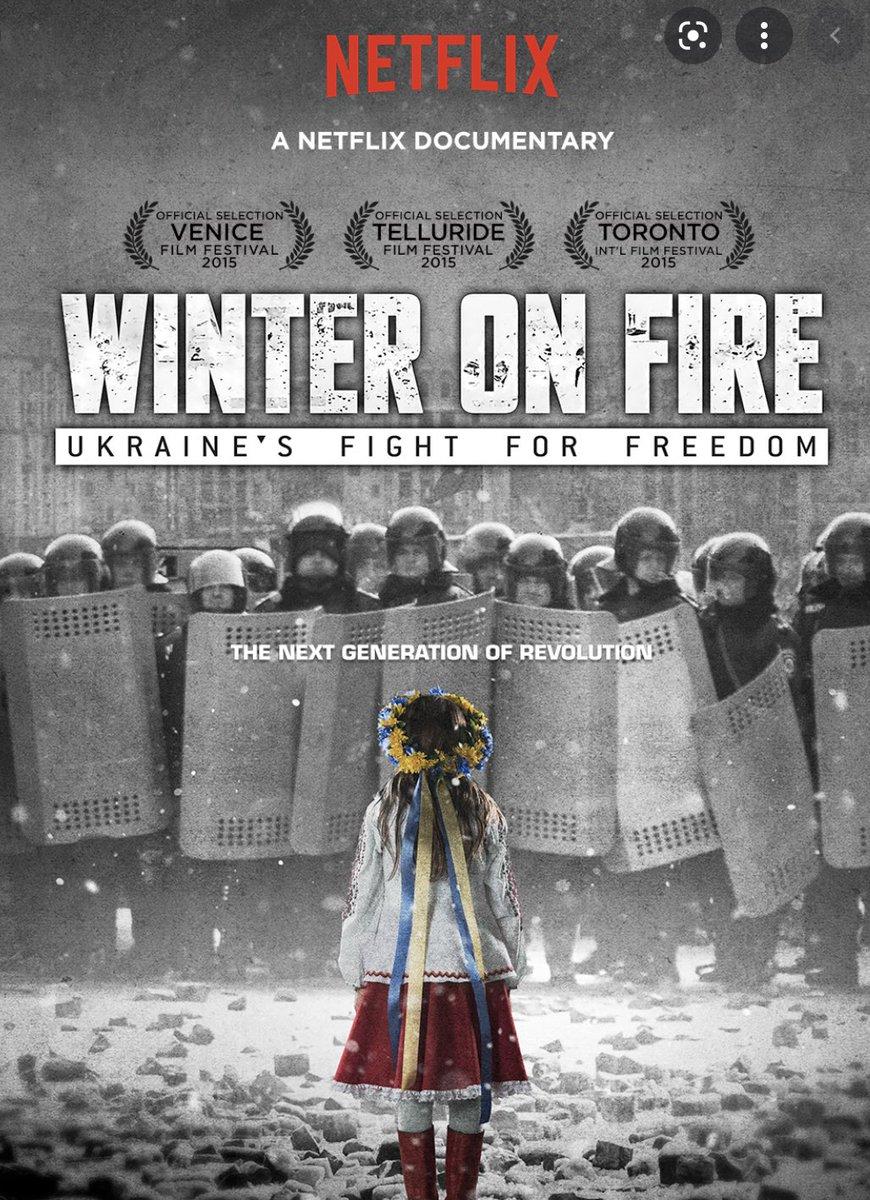 NETFLIX
A NETFLIX DOCUMENTARY
OFFICIAL SELECTION
VENICE
FILM FESTIVAL
2015
OFFICIAL SELECTION
TELLURIDE
FILM FESTIVAL
2015
OFFICIAL SELECTION
TORONTO
INT'L FILM FESTIVAL
2015
WINTER ON FIRE
UKRAINE'S FIGHT FOR FREEDOM
THE NEXT GENERATION OF REVOLUTION